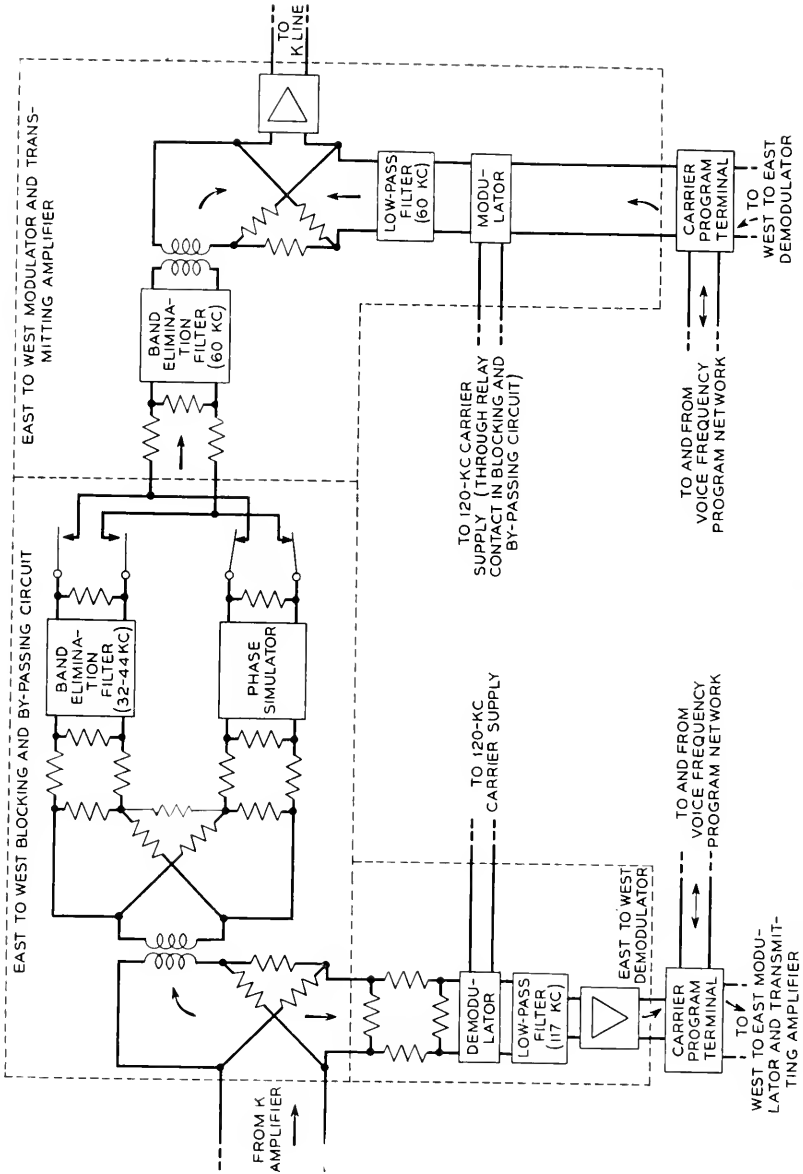 EAST TO WEST BLOCKING AND BY-PASSING CIRCUIT
EAST TO WEST MODULATOR AND TRANS-
MITTING AMPLIFIER
BAND
ELIMINA-
TION
FILTER
(32-44KC)
PHASE
SIMULATOR
BAND
ELIMINA-
TION
FILTER
(60 KC)
TO
K LINE
FROM K
AMPLIFIER
LOW-PASS
FILTER
(60 KC)
MODU-
LATOR
TO 120-KC CARRIER
SUPPLY (THROUGH RELAY
CONTACT IN BLOCKING AND
BY-PASSING CIRCUIT)
CARRIER
PROGRAM
TERMINAL
TO
WEST TO EAST
DEMODULATOR
TO AND FROM
VOICE FREQUENCY
PROGRAM NETWORK
DEMODU-
LATOR
TO 120-KC
CARRIER SUPPLY
LOW-PASS
FILTER
(117 KC)
EAST TO WEST
DEMODULATOR
CARRIER
PROGRAM
TERMINAL
TO AND FROM
VOICE FREQUENCY
PROGRAM NETWORK
TO
WEST TO EAST MODU-
LATOR AND TRANSMIT-
TING AMPLIFIER